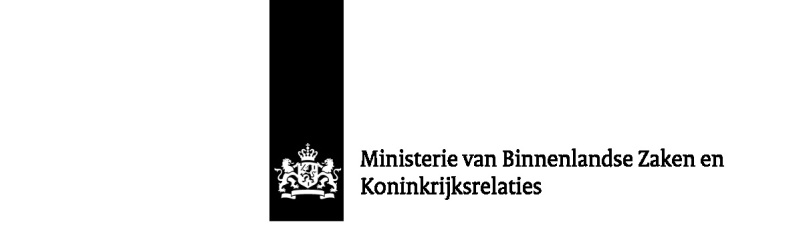 Ministerie van Binnenlandse Zaken en
Koninkrijksrelaties